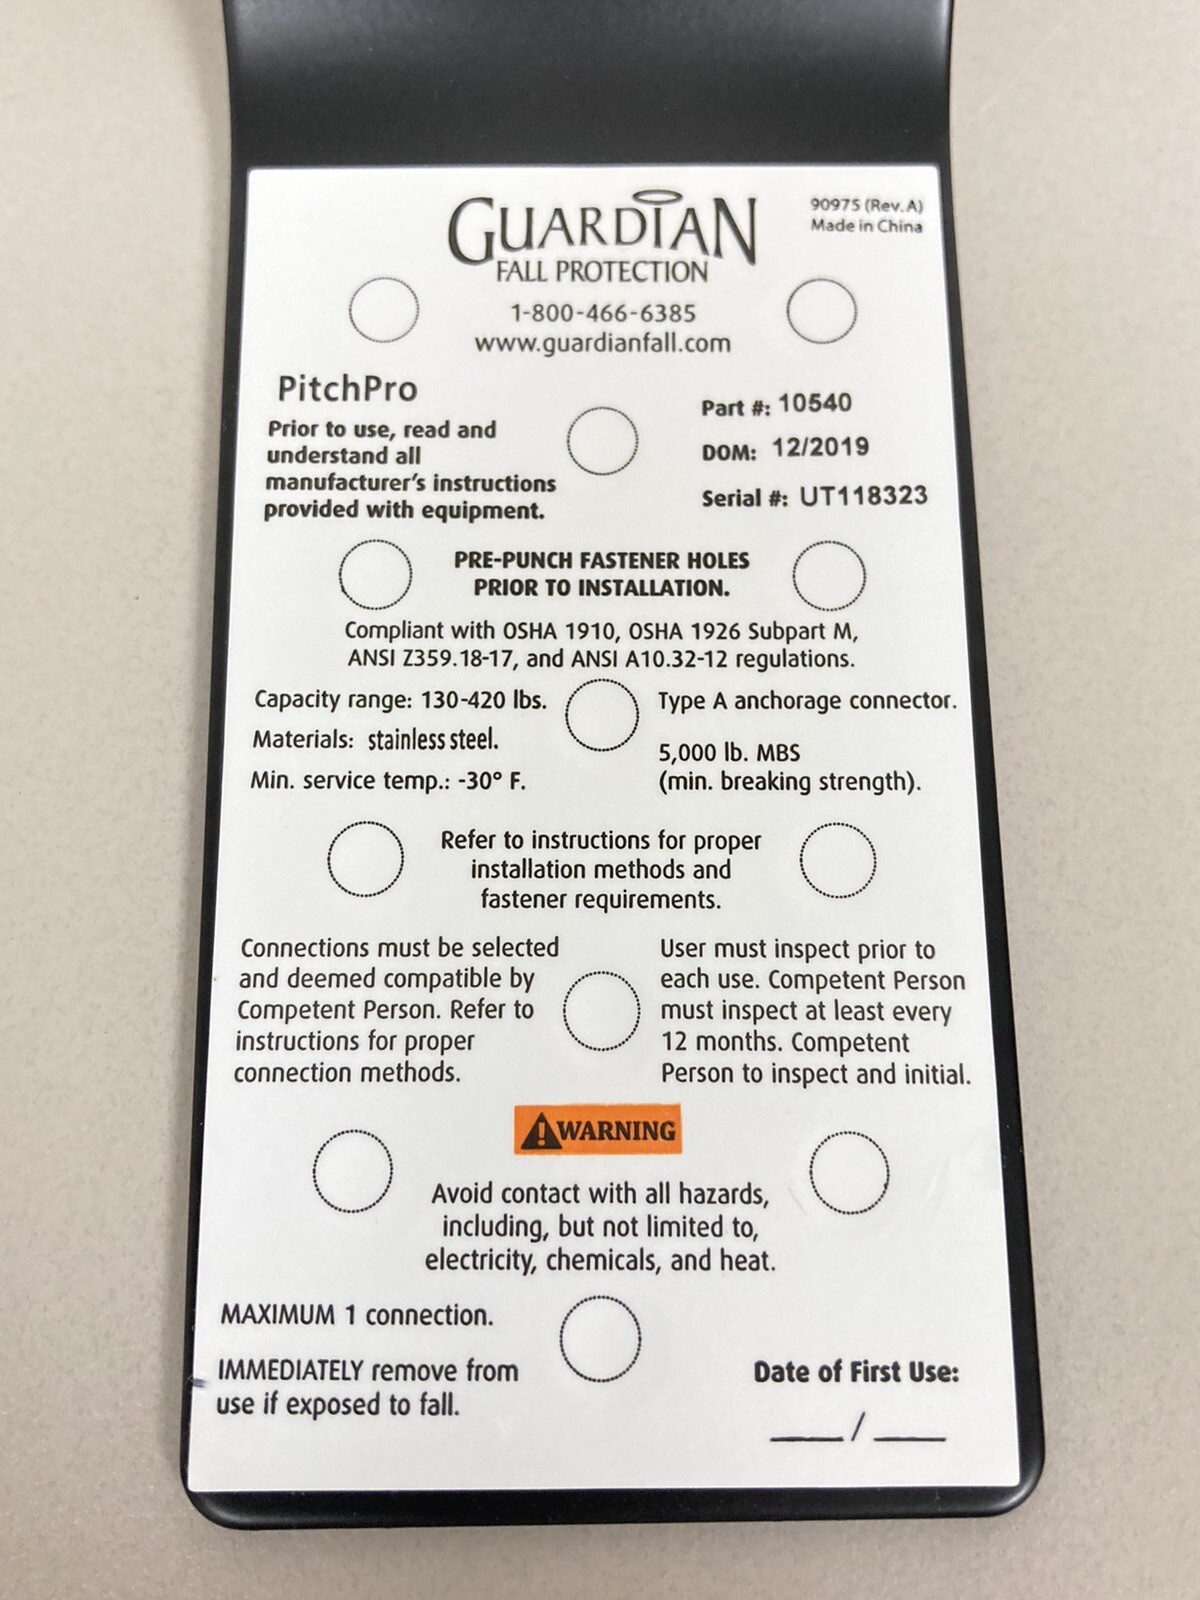 GUARDIAN
FALL PROTECTION
90975 (Rev.A)
Made in China
1-800-466-6385
www.guardianfall.com
PitchPro
Prior to use, read and
understand all
manufacturer's instructions
provided with equipment.
Part #: 10540
DOM: 12/2019
Serial #: UT118323
PRE-PUNCH FASTENER HOLES
PRIOR TO INSTALLATION.
Compliant with OSHA 1910, OSHA 1926 Subpart M,
ANSI Z359.18-17, and ANSI A10.32-12 regulations.
Capacity range: 130-420 lbs.
Materials: stainless steel.
Min. service temp.: -30° F.
Type A anchorage connector.
5,000 lb. MBS
(min. breaking strength).
Refer to instructions for proper
installation methods and
fastener requirements.
Connections must be selected
and deemed compatible by
Competent Person. Refer to
instructions for proper
connection methods.
User must inspect prior to
each use. Competent Person
must inspect at least every
12 months. Competent
Person to inspect and initial.
WARNING
Avoid contact with all hazards,
including, but not limited to,
electricity, chemicals, and heat.
MAXIMUM 1 connection.
IMMEDIATELY remove from
use if exposed to fall.
Date of First Use:
___/___